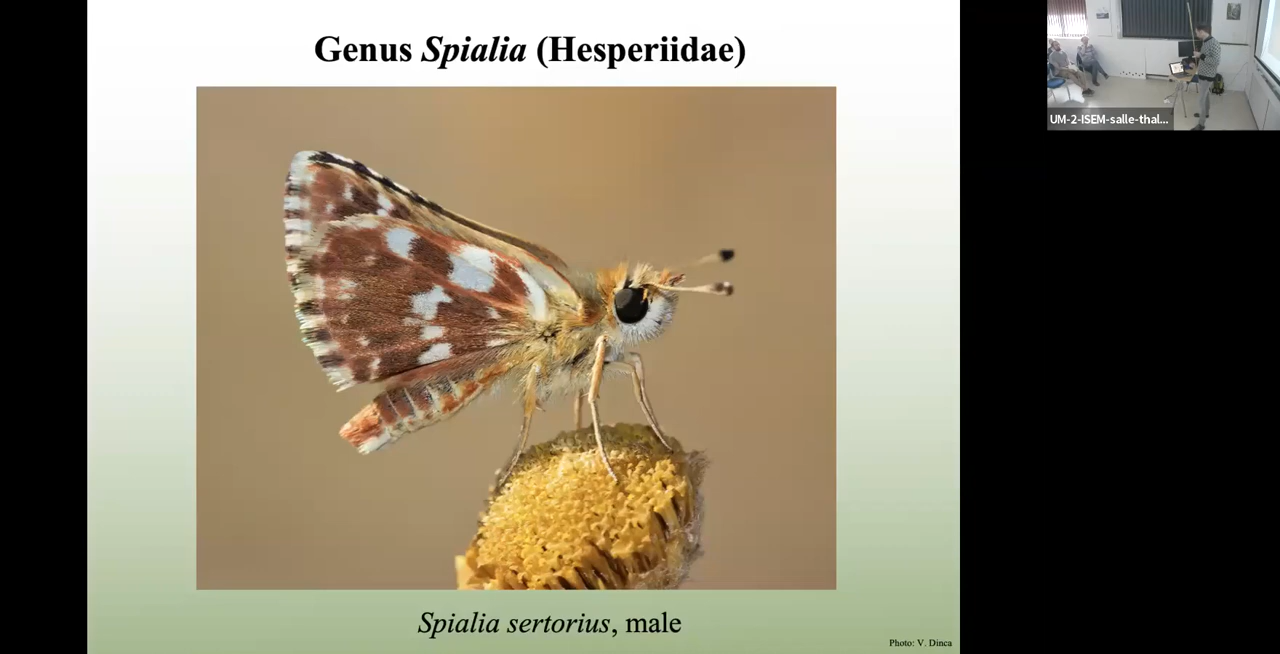 Genus Spialia (Hesperiidae)
UM-2-ISEM-salle-thal...
Spialia sertorius, male
Photo: V. Dinca